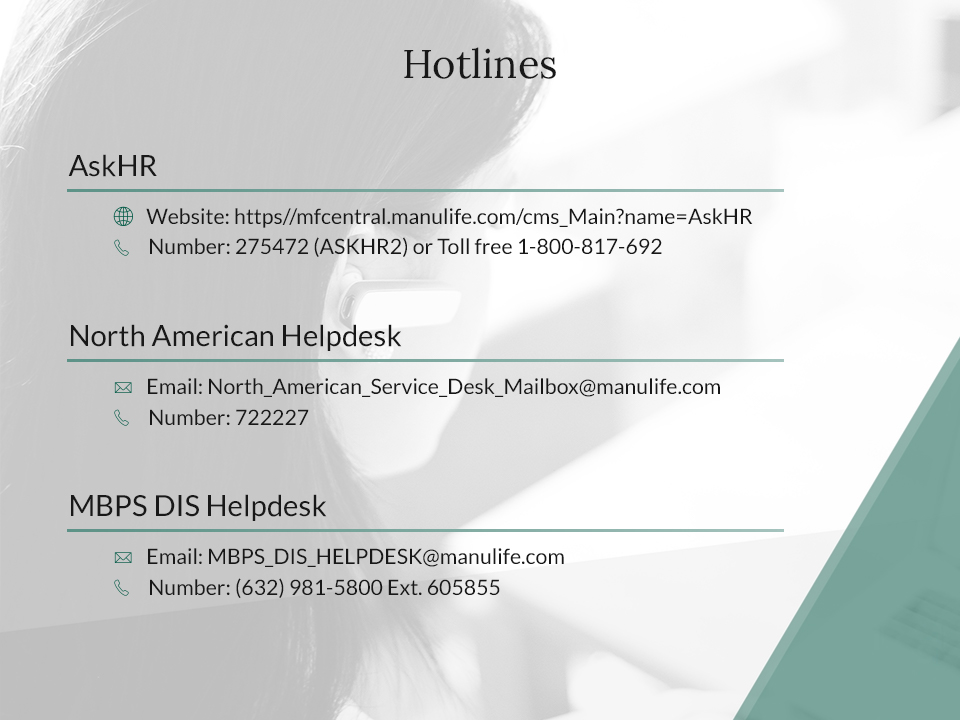 Hotlines
AskHR
Website: https//mfcentral.manulife.com/cms_Main?name=AskHR
Number: 275472 (ASKHR2) or Toll free 1-800-817-692
North American Helpdesk
Email: North_American_Service_Desk_Mailbox@manulife.com
Number: 722227
MBPS DIS Helpdesk
Email: MBPS_DIS_HELPDESK@manulife.com
Number: (632) 981-5800 Ext. 605855